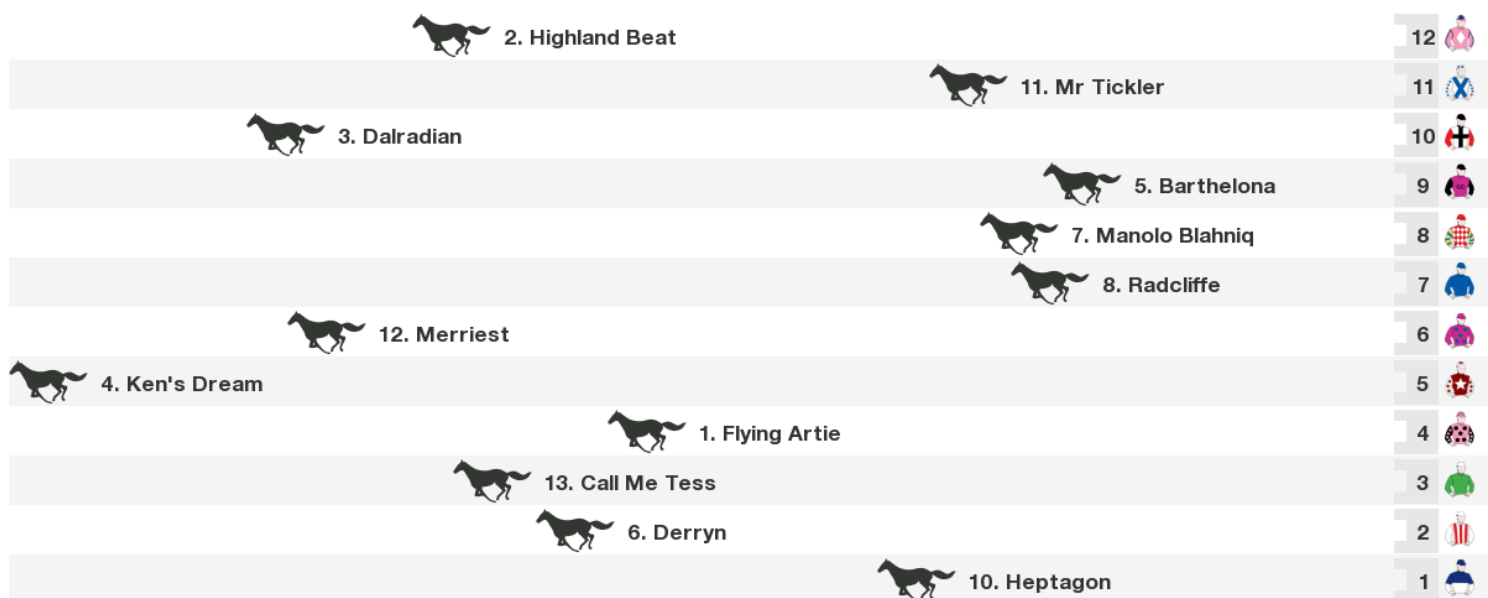 2. Highland Beat 12
11. Mr Tickler 11
3. Dalradian 10
5. Barthelona 9
7. Manolo Blahniq 8
8. Radcliffe 7
12. Merriest 6
4. Ken's Dream 5
1. Flying Artie 4
13. Call Me Tess 3
6. Derryn 2
10. Heptagon 1